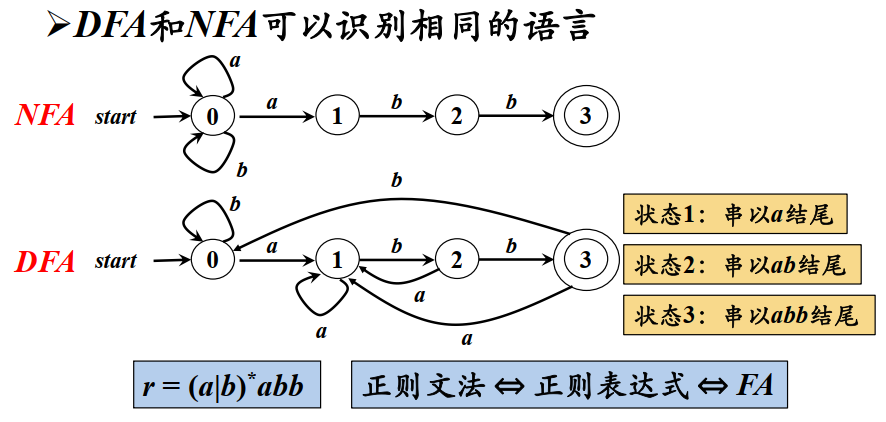 ➢DFA和NFA可以识别相同的语言
a
NFA start 0 a 1 b 2 b 3
b
b
b
状态1：串以a结尾
DFA start 0 a 1 b 2 b 3
状态2：串以ab结尾
a
a
a
状态3：串以abb结尾
r = (a|b)*abb
正则文法 ⇔ 正则表达式 ⇔ FA